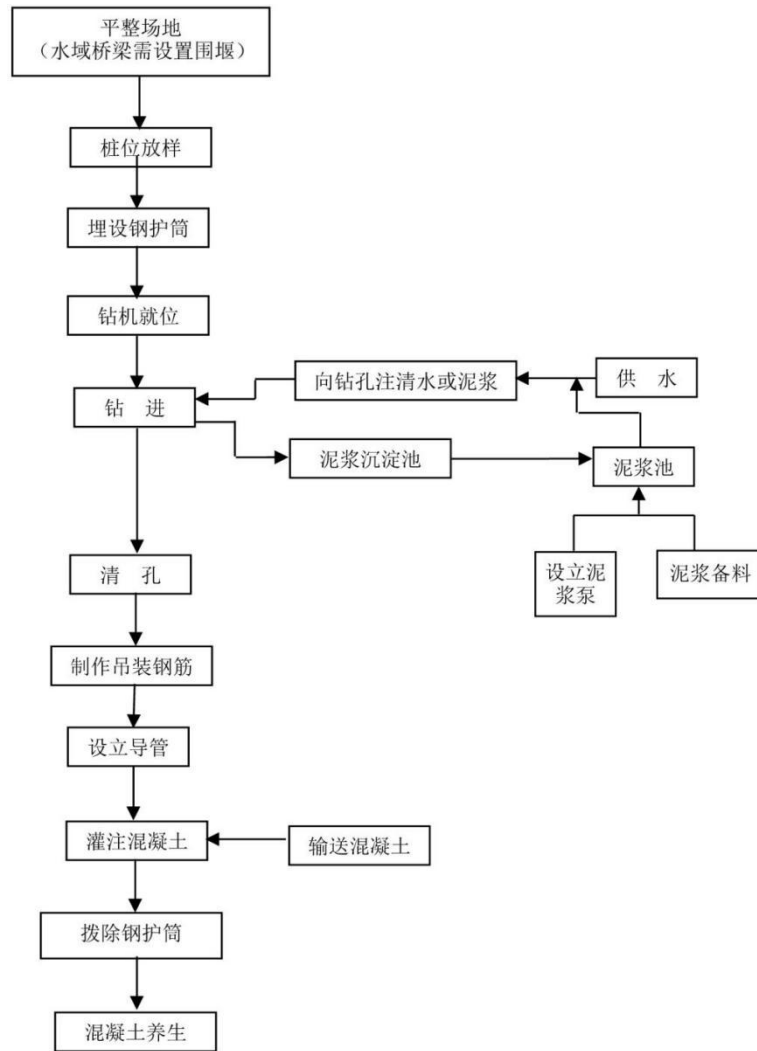 平整场地
（水域桥梁需设置围堰）
桩位放样
埋设钢护筒
钻机就位
向钻孔注清水或泥浆
供 水
钻 进
泥浆沉淀池
泥浆池
清 孔
设立泥
浆泵
泥浆备料
制作吊装钢筋
设立导管
灌注混凝土
输送混凝土
拨除钢护筒
混凝土养生